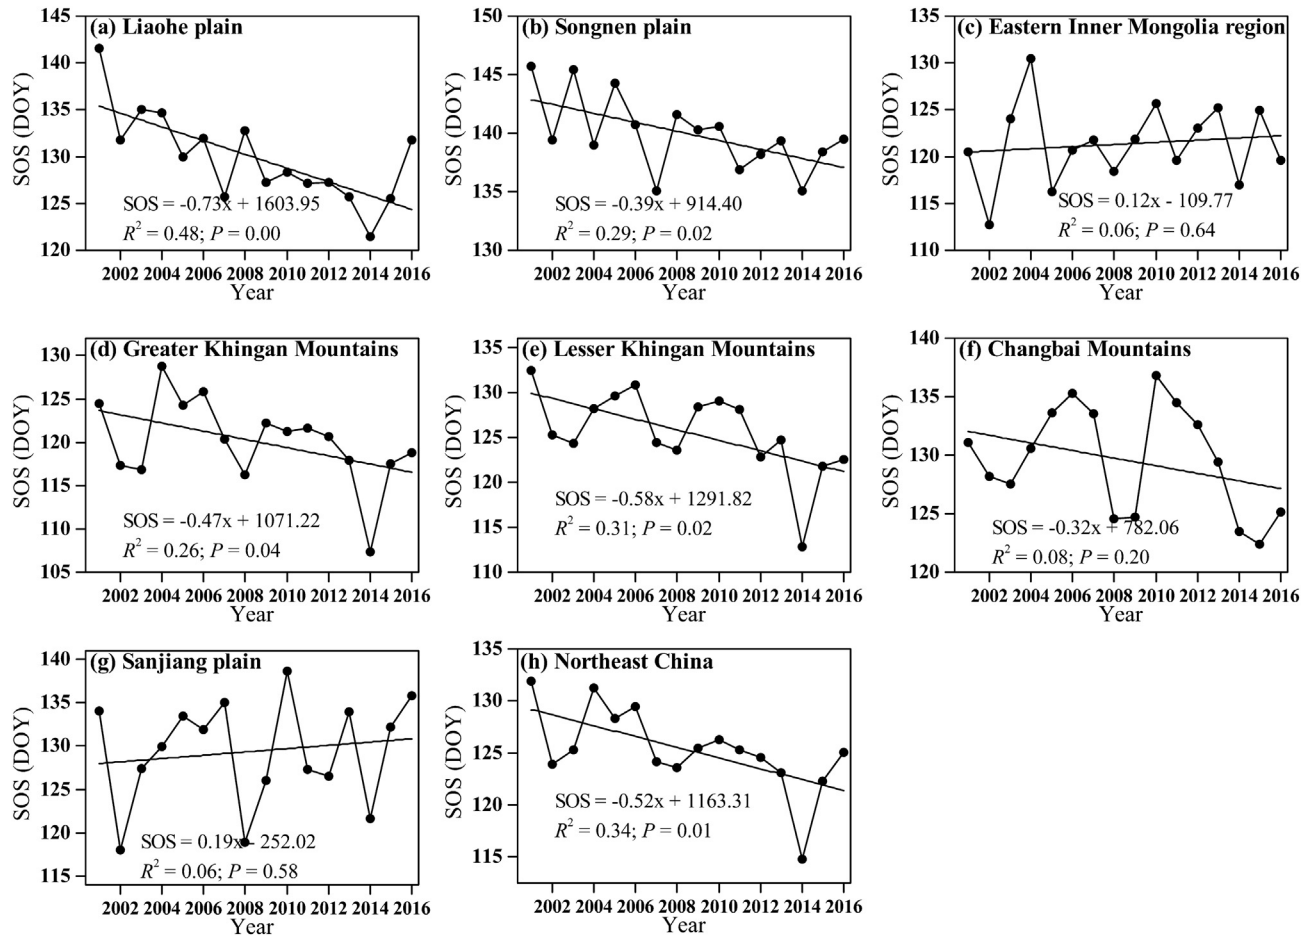 (a) Liaohe plain
SOS (DOY)
145
140
135
130
125
120
SOS = -0.73x + 1603.95
R² = 0.48; P = 0.00
2002 2004 2006 2008 2010 2012 2014 2016
Year
(b) Songnen plain
SOS (DOY)
150
145
140
135
130
SOS = -0.39x + 914.40
R² = 0.29; P = 0.02
2002 2004 2006 2008 2010 2012 2014 2016
Year
(c) Eastern Inner Mongolia region
SOS (DOY)
135
130
125
120
115
110
SOS = 0.12x - 109.77
R² = 0.06; P = 0.64
2002 2004 2006 2008 2010 2012 2014 2016
Year
(d) Greater Khingan Mountains
SOS (DOY)
130
125
120
115
110
105
SOS = -0.47x + 1071.22
R² = 0.26; P = 0.04
2002 2004 2006 2008 2010 2012 2014 2016
Year
(e) Lesser Khingan Mountains
SOS (DOY)
135
130
125
120
115
110
SOS = -0.58x + 1291.82
R² = 0.31; P = 0.02
2002 2004 2006 2008 2010 2012 2014 2016
Year
(f) Changbai Mountains
SOS (DOY)
140
135
130
125
120
SOS = -0.32x + 782.06
R² = 0.08; P = 0.20
2002 2004 2006 2008 2010 2012 2014 2016
Year
(g) Sanjiang plain
SOS (DOY)
140
135
130
125
120
115
SOS = 0.19x - 252.02
R² = 0.06; P = 0.58
2002 2004 2006 2008 2010 2012 2014 2016
Year
(h) Northeast China
SOS (DOY)
135
130
125
120
115
SOS = -0.52x + 1163.31
R² = 0.34; P = 0.01
2002 2004 2006 2008 2010 2012 2014 2016
Year